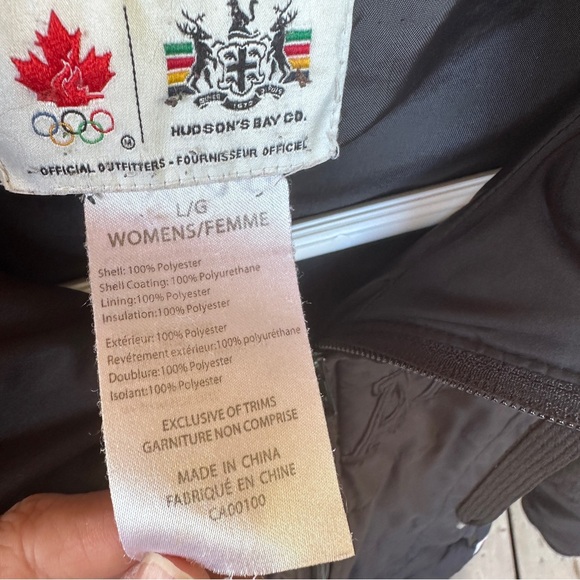 HUDSON'S BAY CO.
OFFICIAL OUTFITTERS - FOURNISSEUR OFFICIEL
L/G
WOMENS/FEMME
Shell: 100% Polyester
Shell Coating: 100% Polyurethane
Lining:100% Polyester
Insulation:100% Polyester
Extérieur:100% Polyester
Revêtement extérieur:100% polyuréthane
Doublure: 100% Polyester
Isolant:100% Polyester
EXCLUSIVE OF TRIMS
GARNITURE NON COMPRISE
MADE IN CHINA
FABRIQUÉ EN CHINE
CA00100